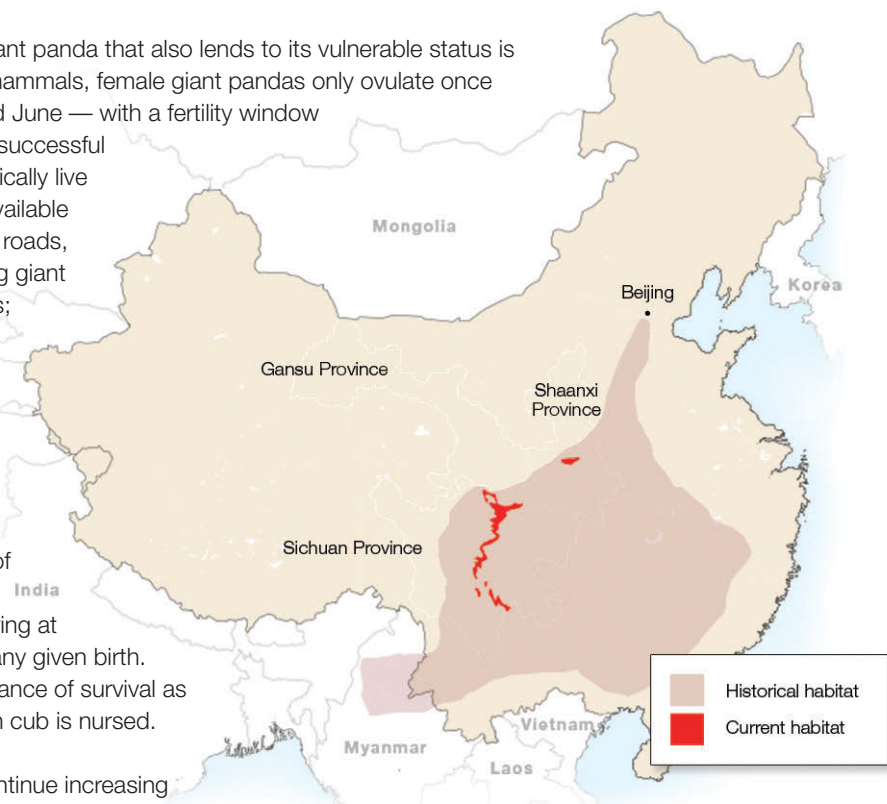 ant panda that also lends to its vulnerable status is
mammals, female giant pandas only ovulate once
d June — with a fertility window
successful
ically live
vailable
roads,
g giant
s;
of
ring at
any given birth.
ance of survival as
n cub is nursed.
ntinue increasing
Mongolia
Beijing
Korea
Gansu Province
Shaanxi
Province
Sichuan Province
India
Myanmar
Vietnam
Laos
Historical habitat
Current habitat